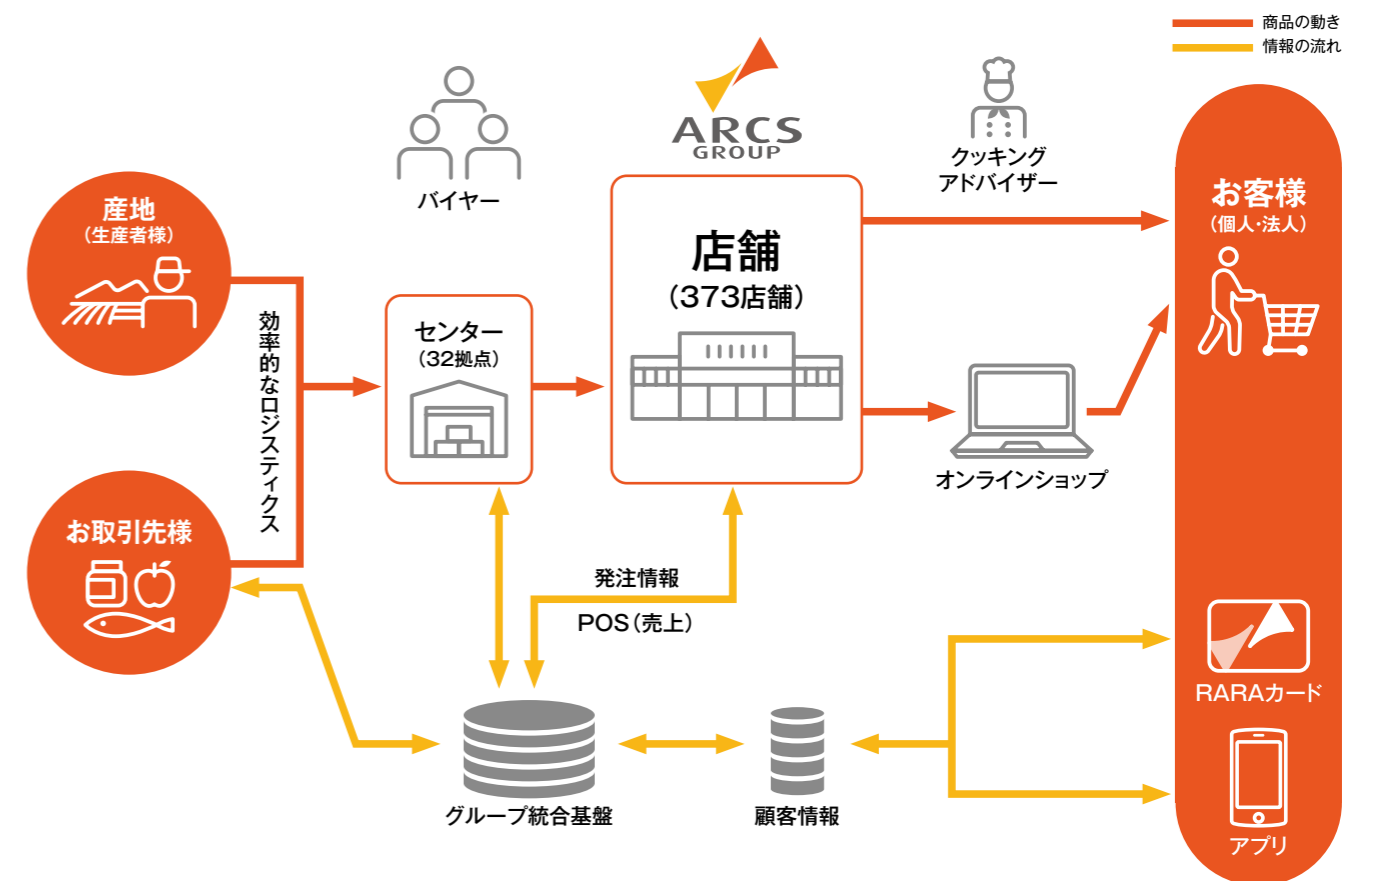 商品の動き
情報の流れ
ARCS
GROUP
バイヤー
クッキング
アドバイザー
産地
（生産者様）
お客様
（個人・法人）
店舗
（373店舗）
効率的なロジスティクス
センター
（32拠点）
オンラインショップ
お取引先様
発注情報
POS（売上）
RARAカード
グループ統合基盤
顧客情報
アプリ